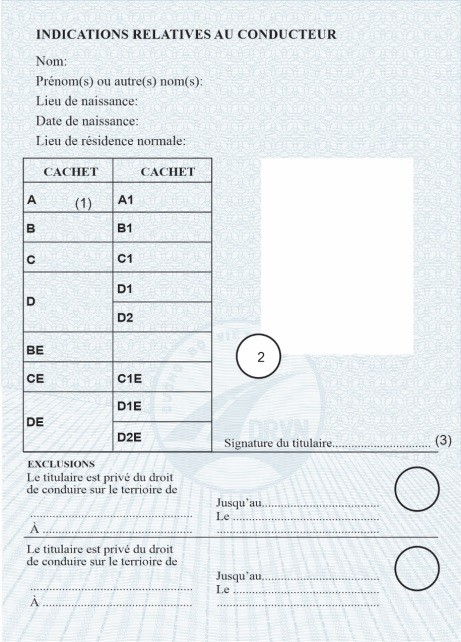 INDICATIONS RELATIVES AU CONDUCTEUR
Nom:
Prénom(s) ou autre(s) nom(s):
Lieu de naissance:
Date de naissance:
Lieu de résidence normale:
CACHET CACHET
A (1) A1
B B1
C C1
D D1
D2
BE
CE C1E
DE D1E
D2E
2
DRVN
Signature du titulaire............................... (3)
EXCLUSIONS
Le titulaire est privé du droit
de conduire sur le terrioire de
Jusqu'au....................................
Le ..............................................
À ................................................
Le titulaire est privé du droit
de conduire sur le terrioire de
Jusqu'au....................................
Le ..............................................
À ................................................